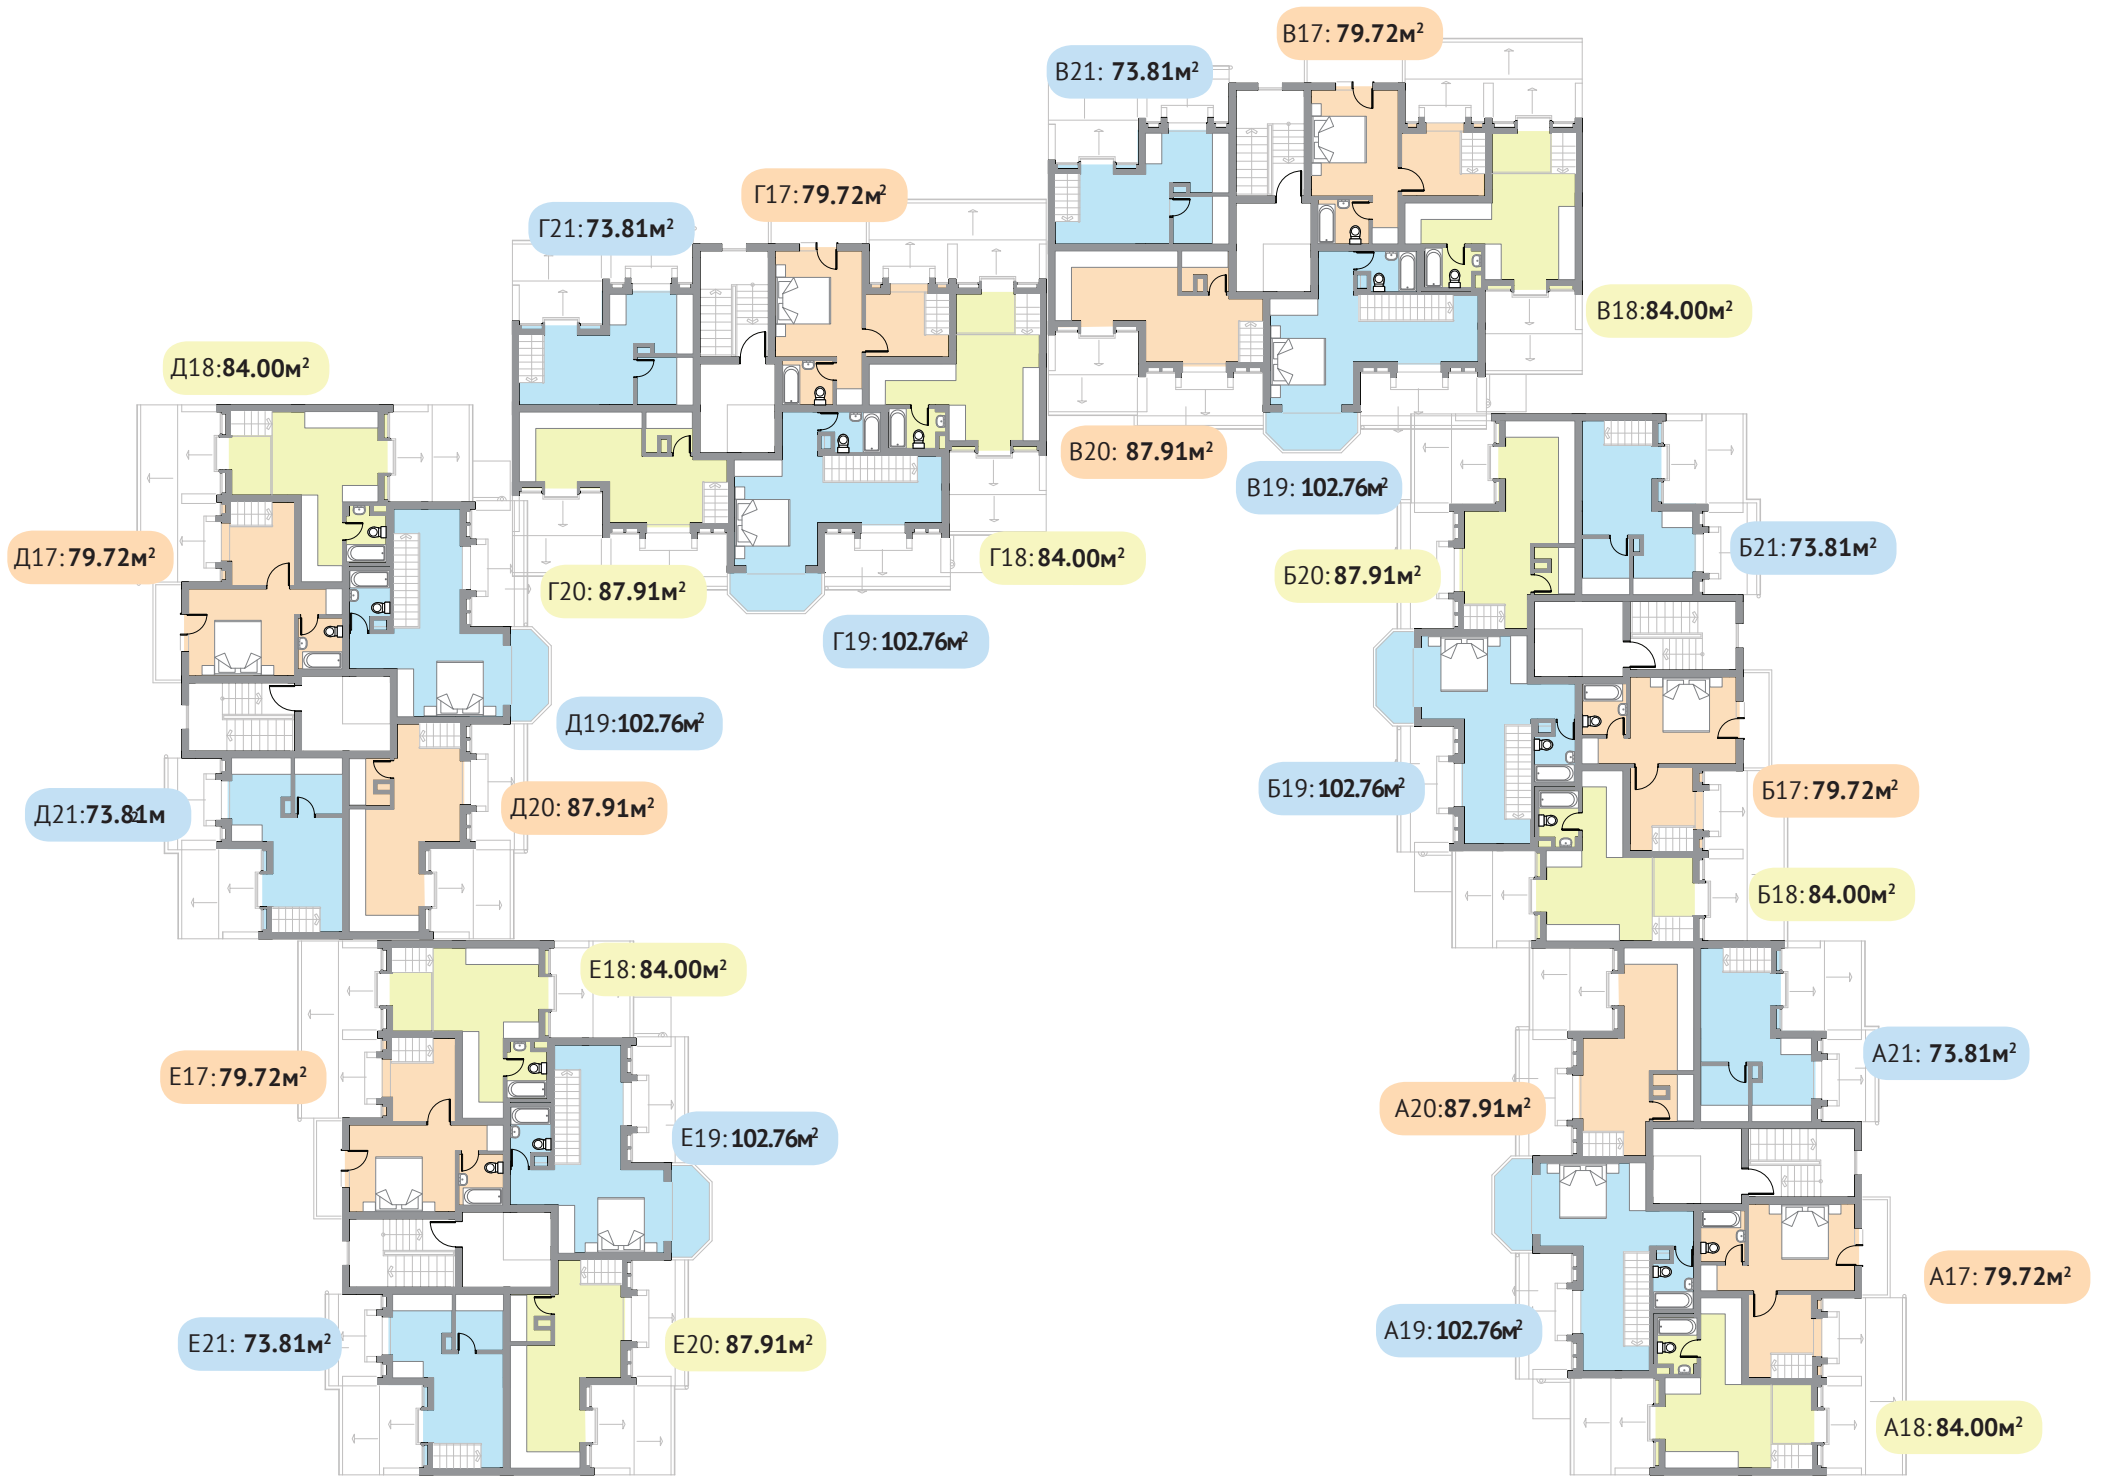 В17: 79.72м²
В21: 73.81м²
Г17: 79.72м²
Г21: 73.81м²
В18: 84.00м²
Д18: 84.00м²
В20: 87.91м²
В19: 102.76м²
Д17: 79.72м²
Г18: 84.00м²
Б21: 73.81м²
Г20: 87.91м²
Б20: 87.91м²
Г19: 102.76м²
Д19: 102.76м²
Б19: 102.76м²
Б17: 79.72м²
Д21: 73.81м²
Д20: 87.91м²
Б18: 84.00м²
Е18: 84.00м²
А21: 73.81м²
Е17: 79.72м²
А20: 87.91м²
Е19: 102.76м²
А17: 79.72м²
Е21: 73.81м²
Е20: 87.91м²
А19: 102.76м²
А18: 84.00м²